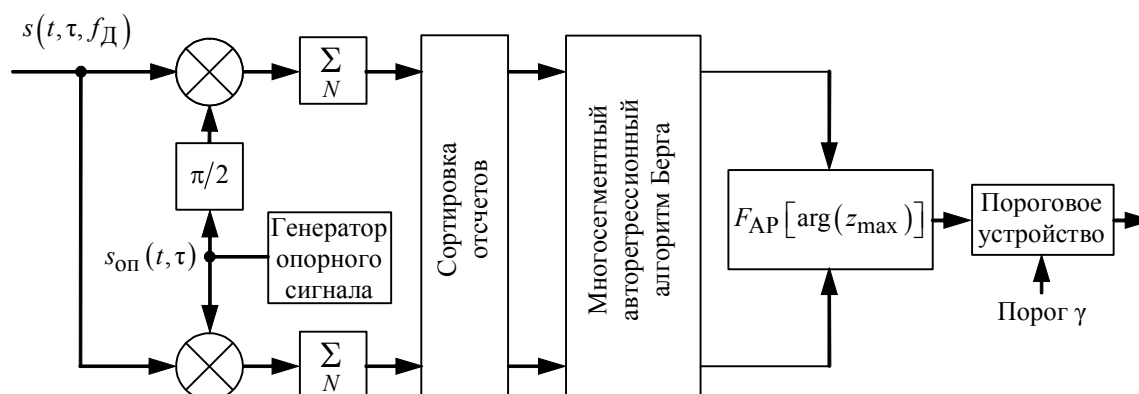 s(t, τ, f_Д)
Σ
N
π/2
s_оп(t, τ)
Генератор
опорного
сигнала
Σ
N
Сортировка
отсчетов
Многосегментный
авторегрессионный
алгоритм Берга
F_АР[arg(z_max)]
Пороговое
устройство
Порог γ